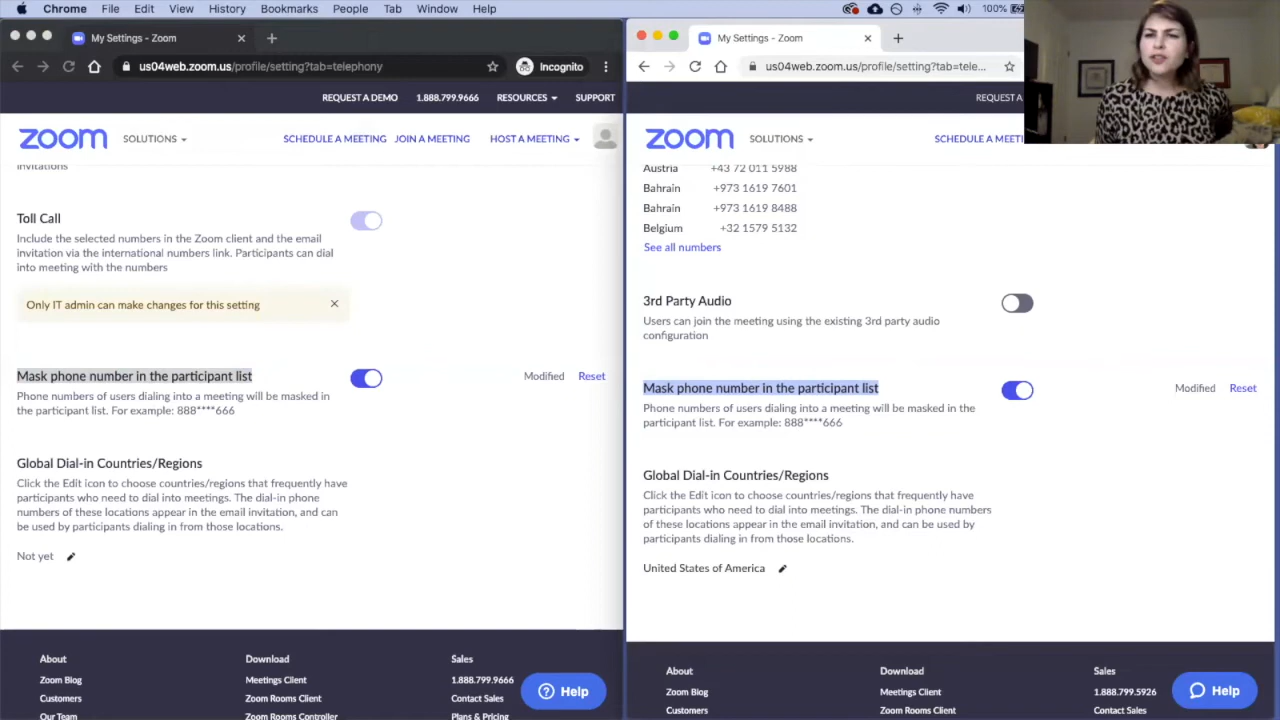 Chrome File Edit View History Bookmarks People Tab Window Help
100%
My Settings - Zoom
us04web.zoom.us/profile/setting?tab=telephony
Incognito
REQUEST A DEMO 1.888.799.9666 RESOURCES SUPPORT
zoom SOLUTIONS SCHEDULE A MEETING JOIN A MEETING HOST A MEETING
invitations
Toll Call
Include the selected numbers in the Zoom client and the email
invitation via the international numbers link. Participants can dial
into meeting with the numbers
Only IT admin can make changes for this setting
Mask phone number in the participant list
Modified Reset
Phone numbers of users dialing into a meeting will be masked in
the participant list. For example: 888****666
Global Dial-in Countries/Regions
Click the Edit icon to choose countries/regions that frequently have
participants who need to dial into meetings. The dial-in phone
numbers of these locations appear in the email invitation, and can
be used by participants dialing in from those locations.
Not yet
About Download Sales
Zoom Blog Meetings Client 1.888.799.9666
Customers Zoom Rooms Client Contact Sales
Our Team Zoom Rooms Controller Plans & Pricing
Help
My Settings - Zoom
us04web.zoom.us/profile/setting?tab=tele...
REQUEST A
zoom SOLUTIONS SCHEDULE A MEETI
Austria +43 72 011 5988
Bahrain +973 1619 7601
Bahrain +973 1619 8488
Belgium +32 1579 5132
See all numbers
3rd Party Audio
Users can join the meeting using the existing 3rd party audio
configuration
Mask phone number in the participant list
Modified Reset
Phone numbers of users dialing into a meeting will be masked in the
participant list. For example: 888****666
Global Dial-in Countries/Regions
Click the Edit icon to choose countries/regions that frequently have
participants who need to dial into meetings. The dial-in phone numbers
of these locations appear in the email invitation, and can be used by
participants dialing in from those locations.
United States of America
About Download Sales
Zoom Blog Meetings Client 1.888.799.5926
Customers Zoom Rooms Client Contact Sales
Help